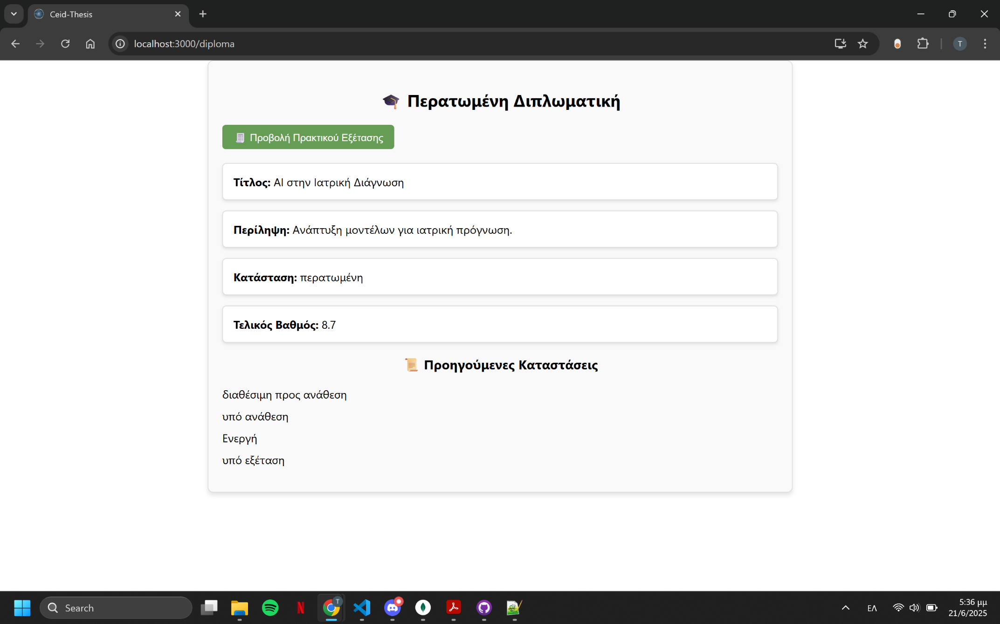 Ceid-Thesis
localhost:3000/diploma
T
Περατωμένη Διπλωματική
Προβολή Πρακτικού Εξέτασης
Τίτλος: AI στην Ιατρική Διάγνωση
Περίληψη: Ανάπτυξη μοντέλων για ιατρική πρόγνωση.
Κατάσταση: περατωμένη
Τελικός Βαθμός: 8.7
Προηγούμενες Καταστάσεις
διαθέσιμη προς ανάθεση
υπό ανάθεση
Ενεργή
υπό εξέταση
Search
N
T
ΕΛ
5:36 μμ
21/6/2025